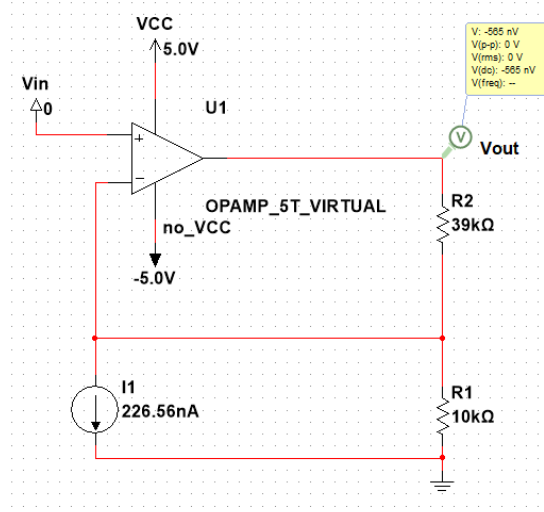 VCC
5.0V
Vin
0
U1
+
−
OPAMP_5T_VIRTUAL
no_VCC
-5.0V
V: -565 nV
V(p-p): 0 V
V(rms): 0 V
V(dc): -565 nV
V(freq): --
V
Vout
R2
39kΩ
I1
226.56nA
R1
10kΩ